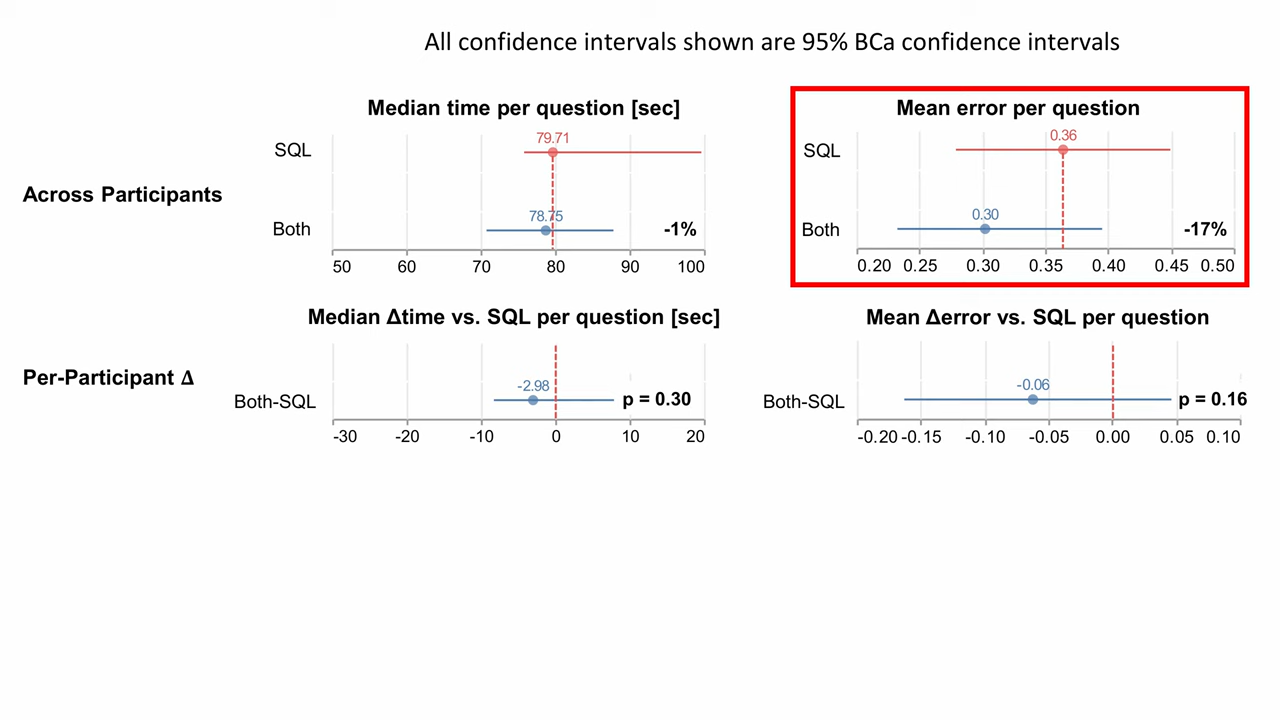 All confidence intervals shown are 95% BCa confidence intervals
Median time per question [sec]
Mean error per question
Across Participants
SQL
79.71
Both
78.75
-1%
50 60 70 80 90 100
SQL
0.36
Both
0.30
-17%
0.20 0.25 0.30 0.35 0.40 0.45 0.50
Median Δtime vs. SQL per question [sec]
Mean Δerror vs. SQL per question
Per-Participant Δ
Both-SQL
-2.98
p = 0.30
-30 -20 -10 0 10 20
Both-SQL
-0.06
p = 0.16
-0.20 -0.15 -0.10 -0.05 0.00 0.05 0.10